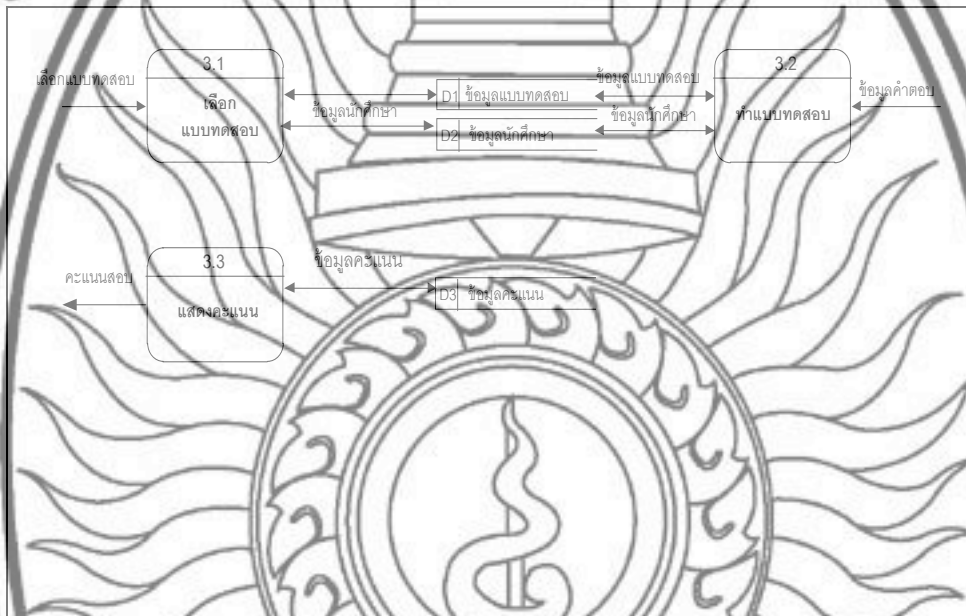 3.1
เลือก
แบบทดสอบ
เลือกแบบทดสอบ
ข้อมูลนักศึกษา
D1 ข้อมูลแบบทดสอบ
D2 ข้อมูลนักศึกษา
ข้อมูลแบบทดสอบ
ข้อมูลนักศึกษา
3.2
ทำแบบทดสอบ
ข้อมูลคำตอบ
คะแนนสอบ
3.3
แสดงคะแนน
ข้อมูลคะแนน
D3 ข้อมูลคะแนน